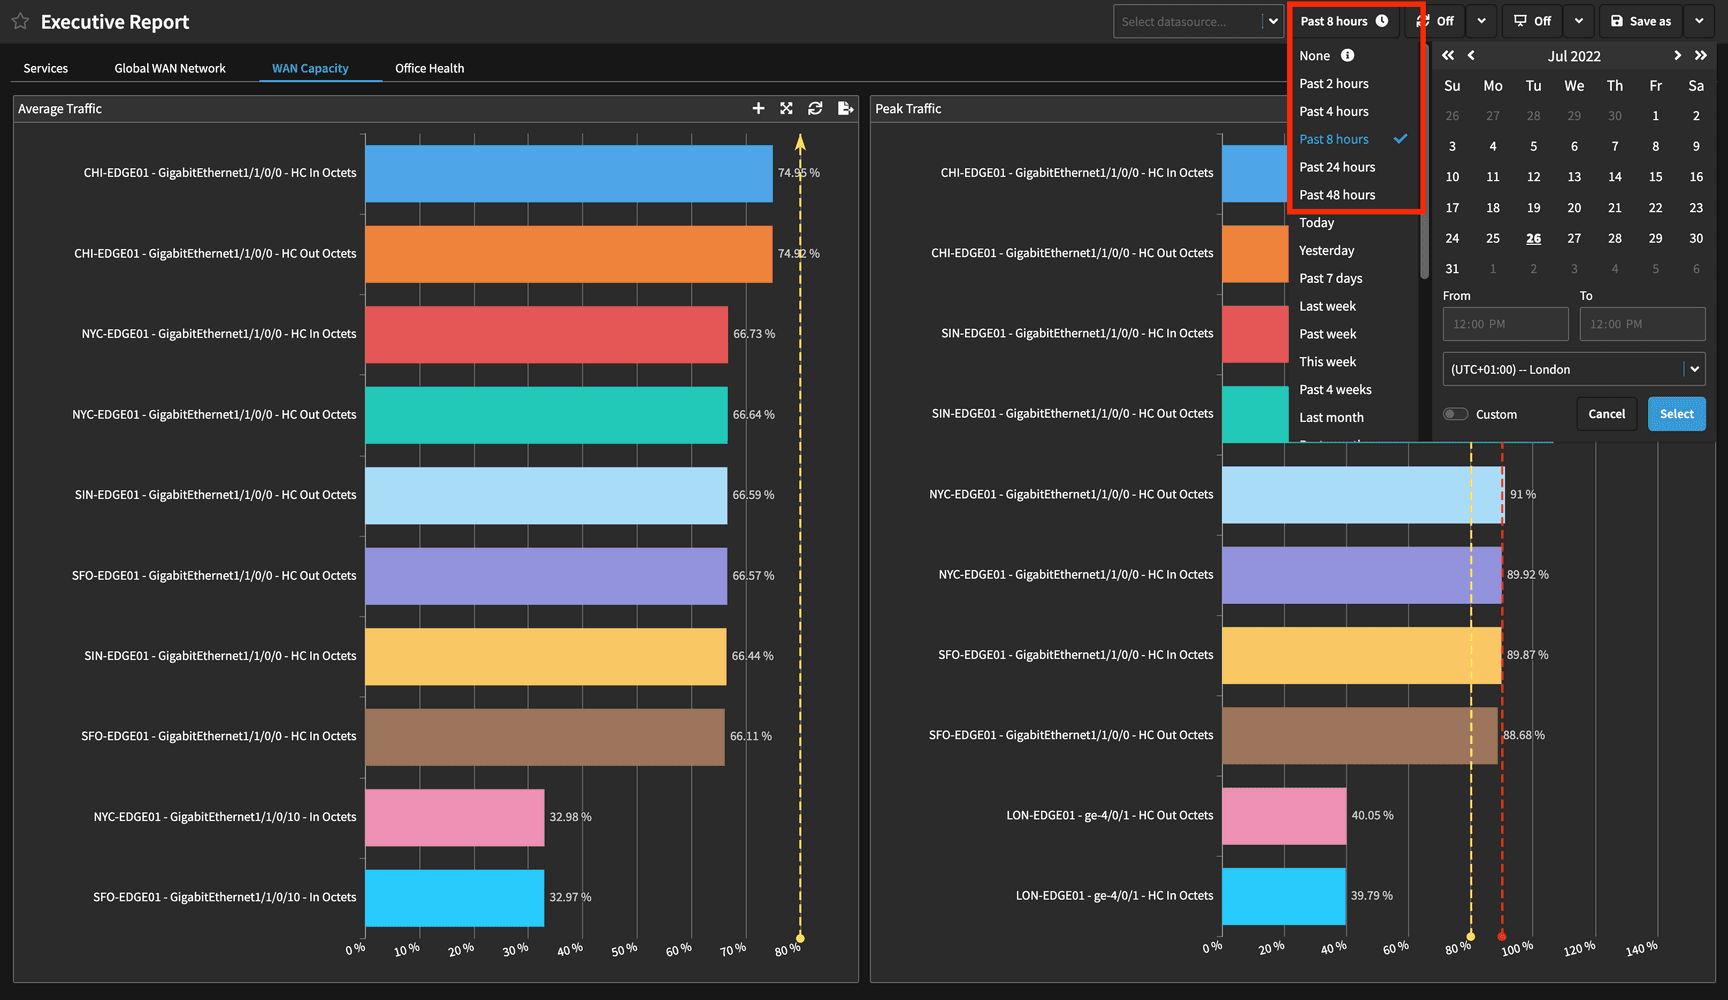 Executive Report
Select datasource...
Past 8 hours
Off
Off
Save as
Services
Global WAN Network
WAN Capacity
Office Health
None
Past 2 hours
Past 4 hours
Past 8 hours
Past 24 hours
Past 48 hours
Today
Yesterday
Past 7 days
Last week
Past week
This week
Past 4 weeks
Last month
Jul 2022
Su Mo Tu We Th Fr Sa
26 27 28 29 30 1 2
3 4 5 6 7 8 9
10 11 12 13 14 15 16
17 18 19 20 21 22 23
24 25 26 27 28 29 30
31 1 2 3 4 5 6
From To
12:00 PM 12:00 PM
(UTC+01:00) -- London
Custom Cancel Select
Average Traffic
CHI-EDGE01 - GigabitEthernet1/1/0/0 - HC In Octets 74.95 %
CHI-EDGE01 - GigabitEthernet1/1/0/0 - HC Out Octets 74.92 %
NYC-EDGE01 - GigabitEthernet1/1/0/0 - HC In Octets 66.73 %
NYC-EDGE01 - GigabitEthernet1/1/0/0 - HC Out Octets 66.64 %
SIN-EDGE01 - GigabitEthernet1/1/0/0 - HC Out Octets 66.59 %
SFO-EDGE01 - GigabitEthernet1/1/0/0 - HC Out Octets 66.57 %
SIN-EDGE01 - GigabitEthernet1/1/0/0 - HC In Octets 66.44 %
SFO-EDGE01 - GigabitEthernet1/1/0/0 - HC In Octets 66.11 %
NYC-EDGE01 - GigabitEthernet1/1/0/10 - In Octets 32.98 %
SFO-EDGE01 - GigabitEthernet1/1/0/10 - In Octets 32.97 %
0 % 10 % 20 % 30 % 40 % 50 % 60 % 70 % 80 %
Peak Traffic
CHI-EDGE01 - GigabitEthernet1/1/0/0 - HC In Octets
CHI-EDGE01 - GigabitEthernet1/1/0/0 - HC Out Octets
SIN-EDGE01 - GigabitEthernet1/1/0/0 - HC In Octets
SIN-EDGE01 - GigabitEthernet1/1/0/0 - HC Out Octets
NYC-EDGE01 - GigabitEthernet1/1/0/0 - HC Out Octets 91 %
NYC-EDGE01 - GigabitEthernet1/1/0/0 - HC In Octets 89.92 %
SFO-EDGE01 - GigabitEthernet1/1/0/0 - HC In Octets 89.87 %
SFO-EDGE01 - GigabitEthernet1/1/0/0 - HC Out Octets 88.68 %
LON-EDGE01 - ge-4/0/1 - HC Out Octets 40.05 %
LON-EDGE01 - ge-4/0/1 - HC In Octets 39.79 %
0 % 20 % 40 % 60 % 80 % 100 % 120 % 140 %